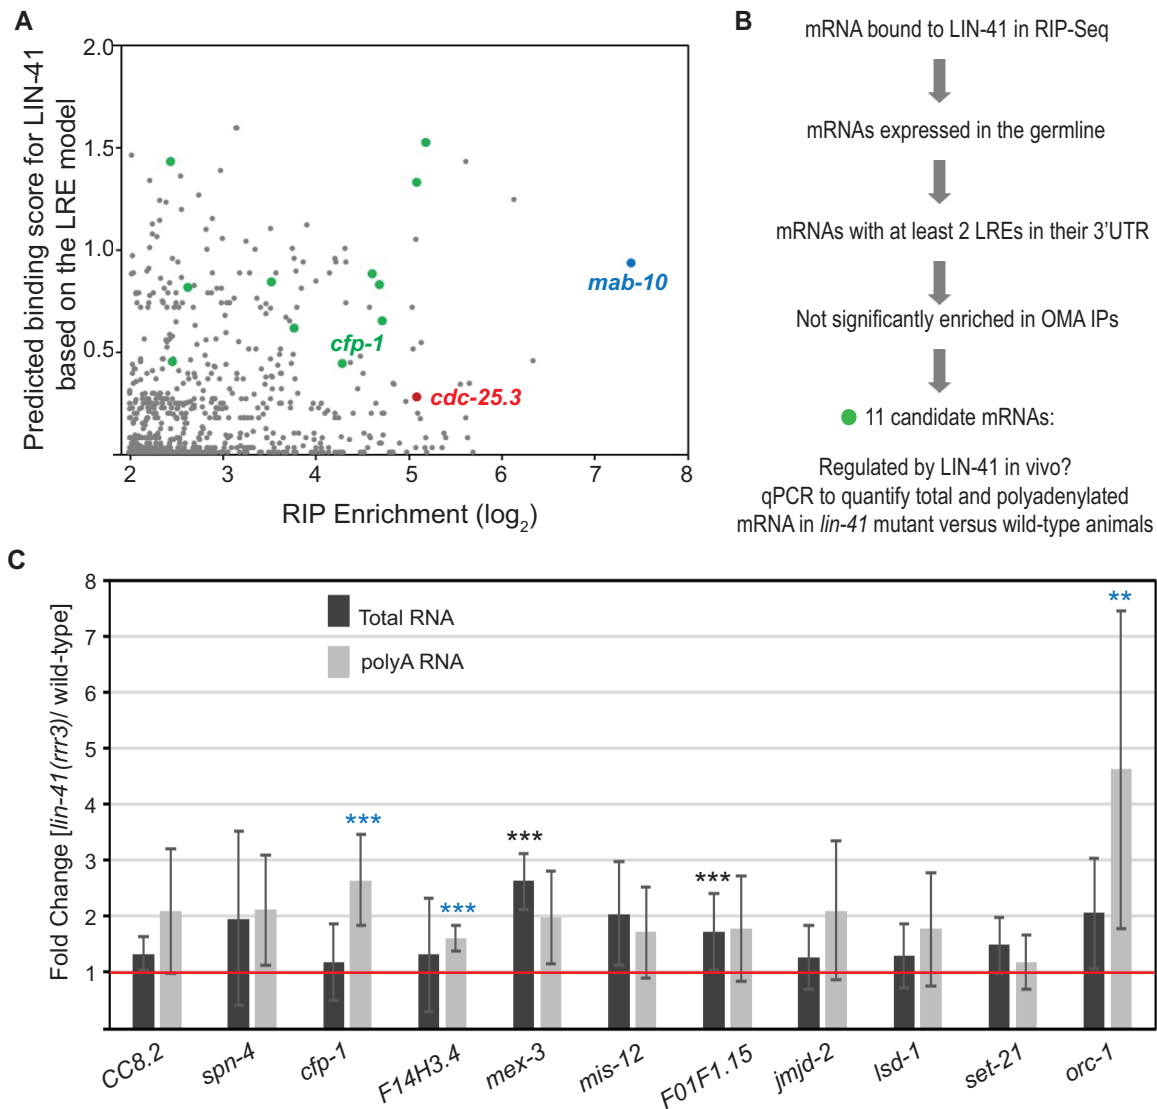 A
Predicted binding score for LIN-41
based on the LRE model
2.0
1.5
1.0
0.5
mab-10
cfp-1
cdc-25.3
2 3 4 5 6 7 8
RIP Enrichment (log2)
B
mRNA bound to LIN-41 in RIP-Seq
mRNAs expressed in the germline
mRNAs with at least 2 LREs in their 3'UTR
Not significantly enriched in OMA IPs
11 candidate mRNAs:
Regulated by LIN-41 in vivo?
qPCR to quantify total and polyadenylated
mRNA in lin-41 mutant versus wild-type animals
C
Fold Change [lin-41(rrr3)/ wild-type]
8
7
6
5
4
3
2
1
Total RNA
polyA RNA
***
***
***
***
**
CC8.2
spn-4
cfp-1
F14H3.4
mex-3
mis-12
F01F1.15
jmjd-2
lsd-1
set-21
orc-1